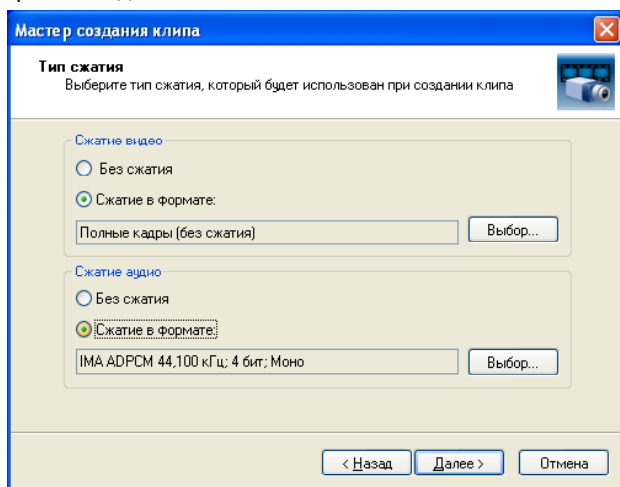 Мастер создания клипа
Тип сжатия
Выберите тип сжатия, который будет использован при создании клипа
Сжатие видео
Без сжатия
Сжатие в формате:
Полные кадры (без сжатия)
Выбор...
Сжатие аудио
Без сжатия
Сжатие в формате:
IMA ADPCM 44,100 кГц; 4 бит; Моно
Выбор...
< Назад
Далее >
Отмена